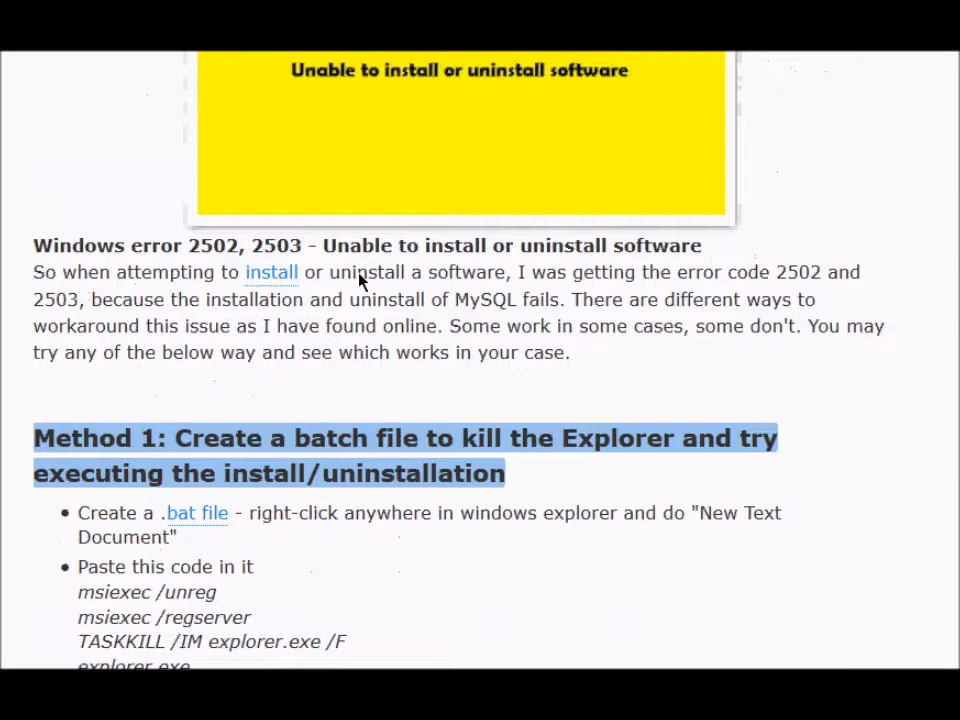 Unable to install or uninstall software
Windows error 2502, 2503 - Unable to install or uninstall software
So when attempting to install or uninstall a software, I was getting the error code 2502 and
2503, because the installation and uninstall of MySQL fails. There are different ways to
workaround this issue as I have found online. Some work in some cases, some don't. You may
try any of the below way and see which works in your case.
Method 1: Create a batch file to kill the Explorer and try
executing the install/uninstallation
• Create a .bat file - right-click anywhere in windows explorer and do "New Text
Document"
• Paste this code in it
msiexec /unreg
msiexec /regserver
TASKKILL /IM explorer.exe /F
explorer.exe